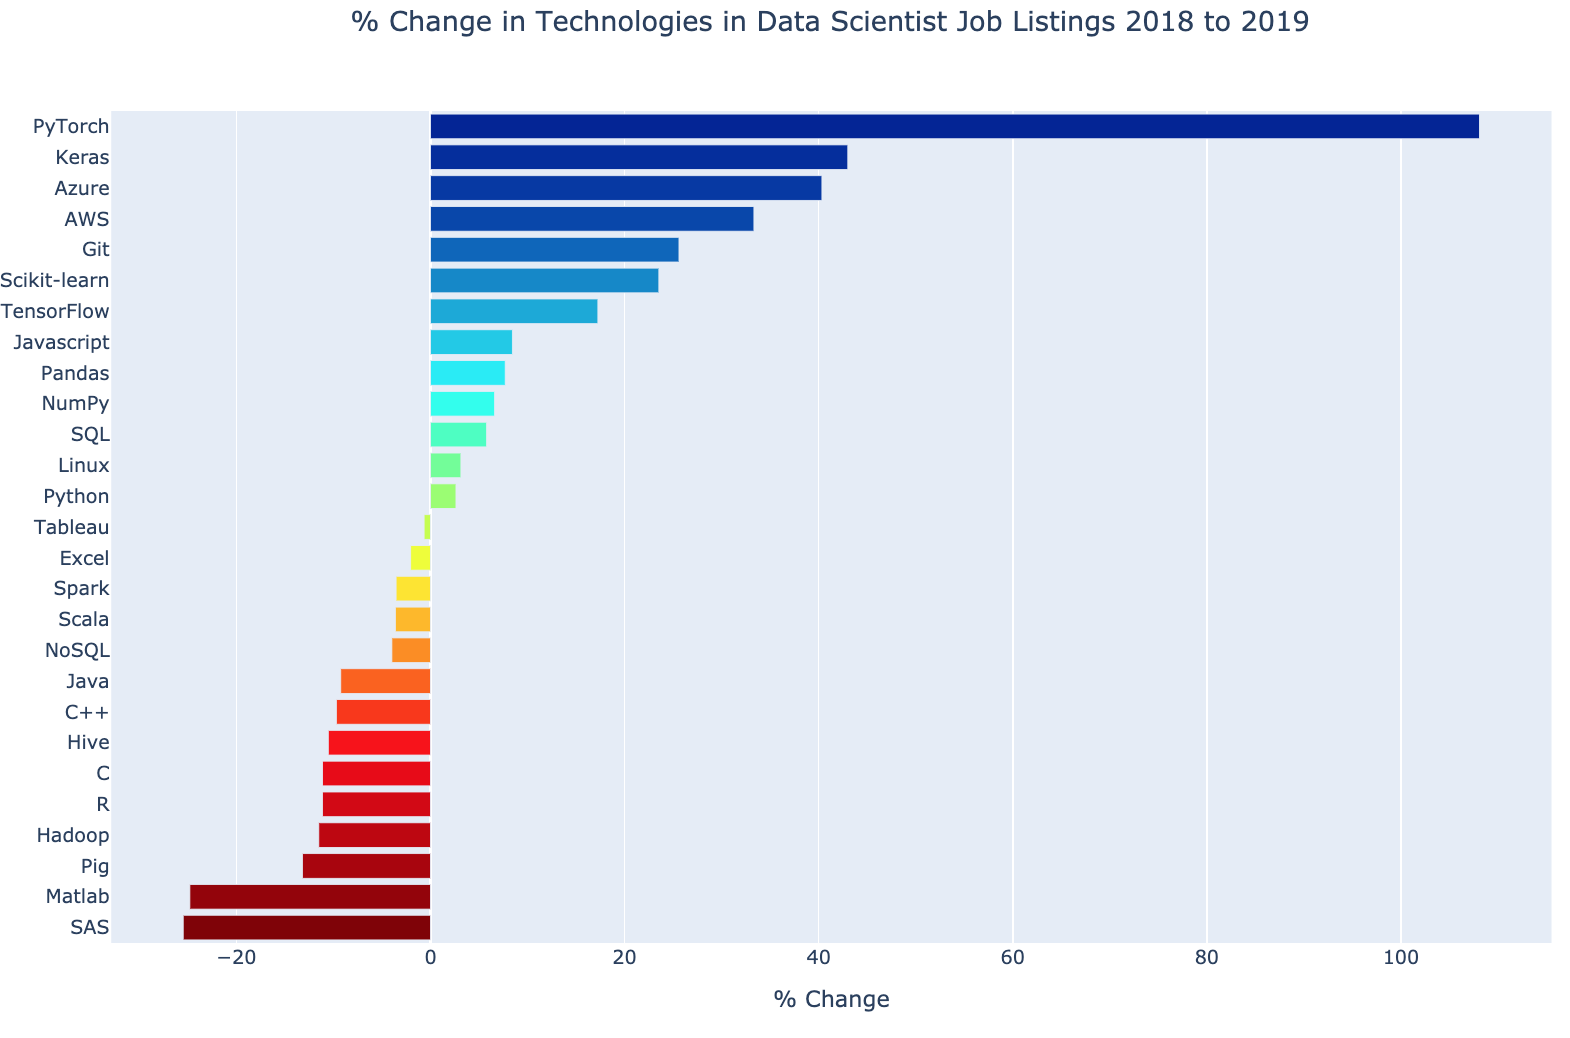 % Change in Technologies in Data Scientist Job Listings 2018 to 2019
PyTorch
Keras
Azure
AWS
Git
Scikit-learn
TensorFlow
Javascript
Pandas
NumPy
SQL
Linux
Python
Tableau
Excel
Spark
Scala
NoSQL
Java
C++
Hive
C
R
Hadoop
Pig
Matlab
SAS
−20 0 20 40 60 80 100
% Change